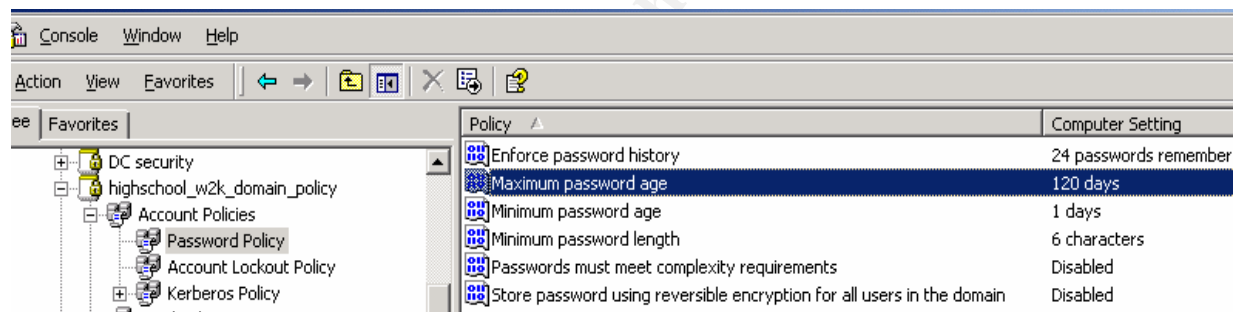 Console Window Help
Action View Favorites
ee Favorites
DC security
highschool_w2k_domain_policy
Account Policies
Password Policy
Account Lockout Policy
Kerberos Policy
Policy Computer Setting
Enforce password history 24 passwords remember
Maximum password age 120 days
Minimum password age 1 days
Minimum password length 6 characters
Passwords must meet complexity requirements Disabled
Store password using reversible encryption for all users in the domain Disabled